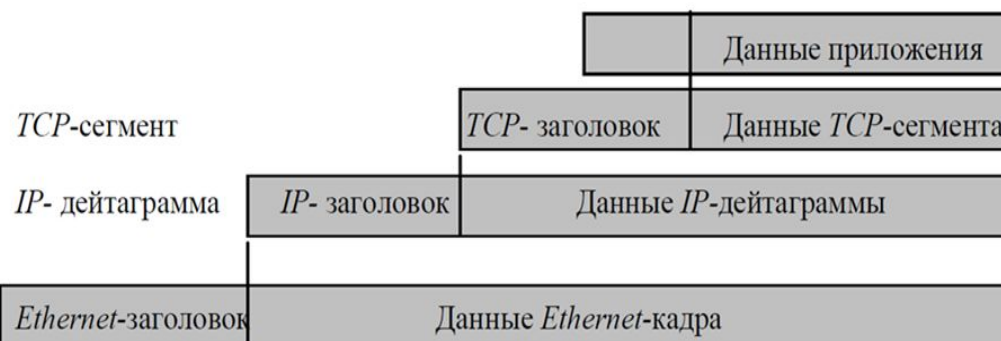 Данные приложения
TCP-сегмент TCP- заголовок Данные TCP-сегмента
IP- дейтаграмма IP- заголовок Данные IP-дейтаграммы
Ethernet-заголовок Данные Ethernet-кадра